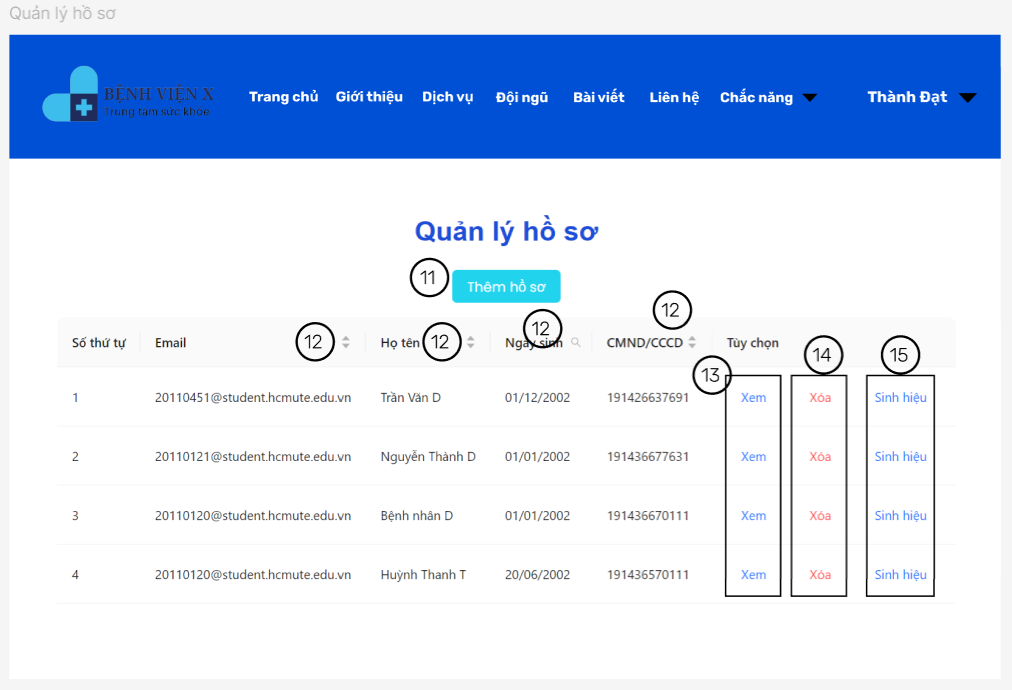 Quản lý hồ sơ
BỆNH VIỆN X
Trung tâm sức khỏe
Trang chủ Giới thiệu Dịch vụ Đội ngũ Bài viết Liên hệ Chắc năng Thành Đạt
Quản lý hồ sơ
11 Thêm hồ sơ
12
Số thứ tự Email 12 Họ tên 12 Ngày sinh 12 CMND/CCCD Tùy chọn 14 15
13
1 20110451@student.hcmute.edu.vn Trần Văn D 01/12/2002 191426637691 Xem Xóa Sinh hiệu
2 20110121@student.hcmute.edu.vn Nguyễn Thành D 01/01/2002 191436677631 Xem Xóa Sinh hiệu
3 20110120@student.hcmute.edu.vn Bệnh nhân D 01/01/2002 191436670111 Xem Xóa Sinh hiệu
4 20110120@student.hcmute.edu.vn Huỳnh Thanh T 20/06/2002 191436570111 Xem Xóa Sinh hiệu